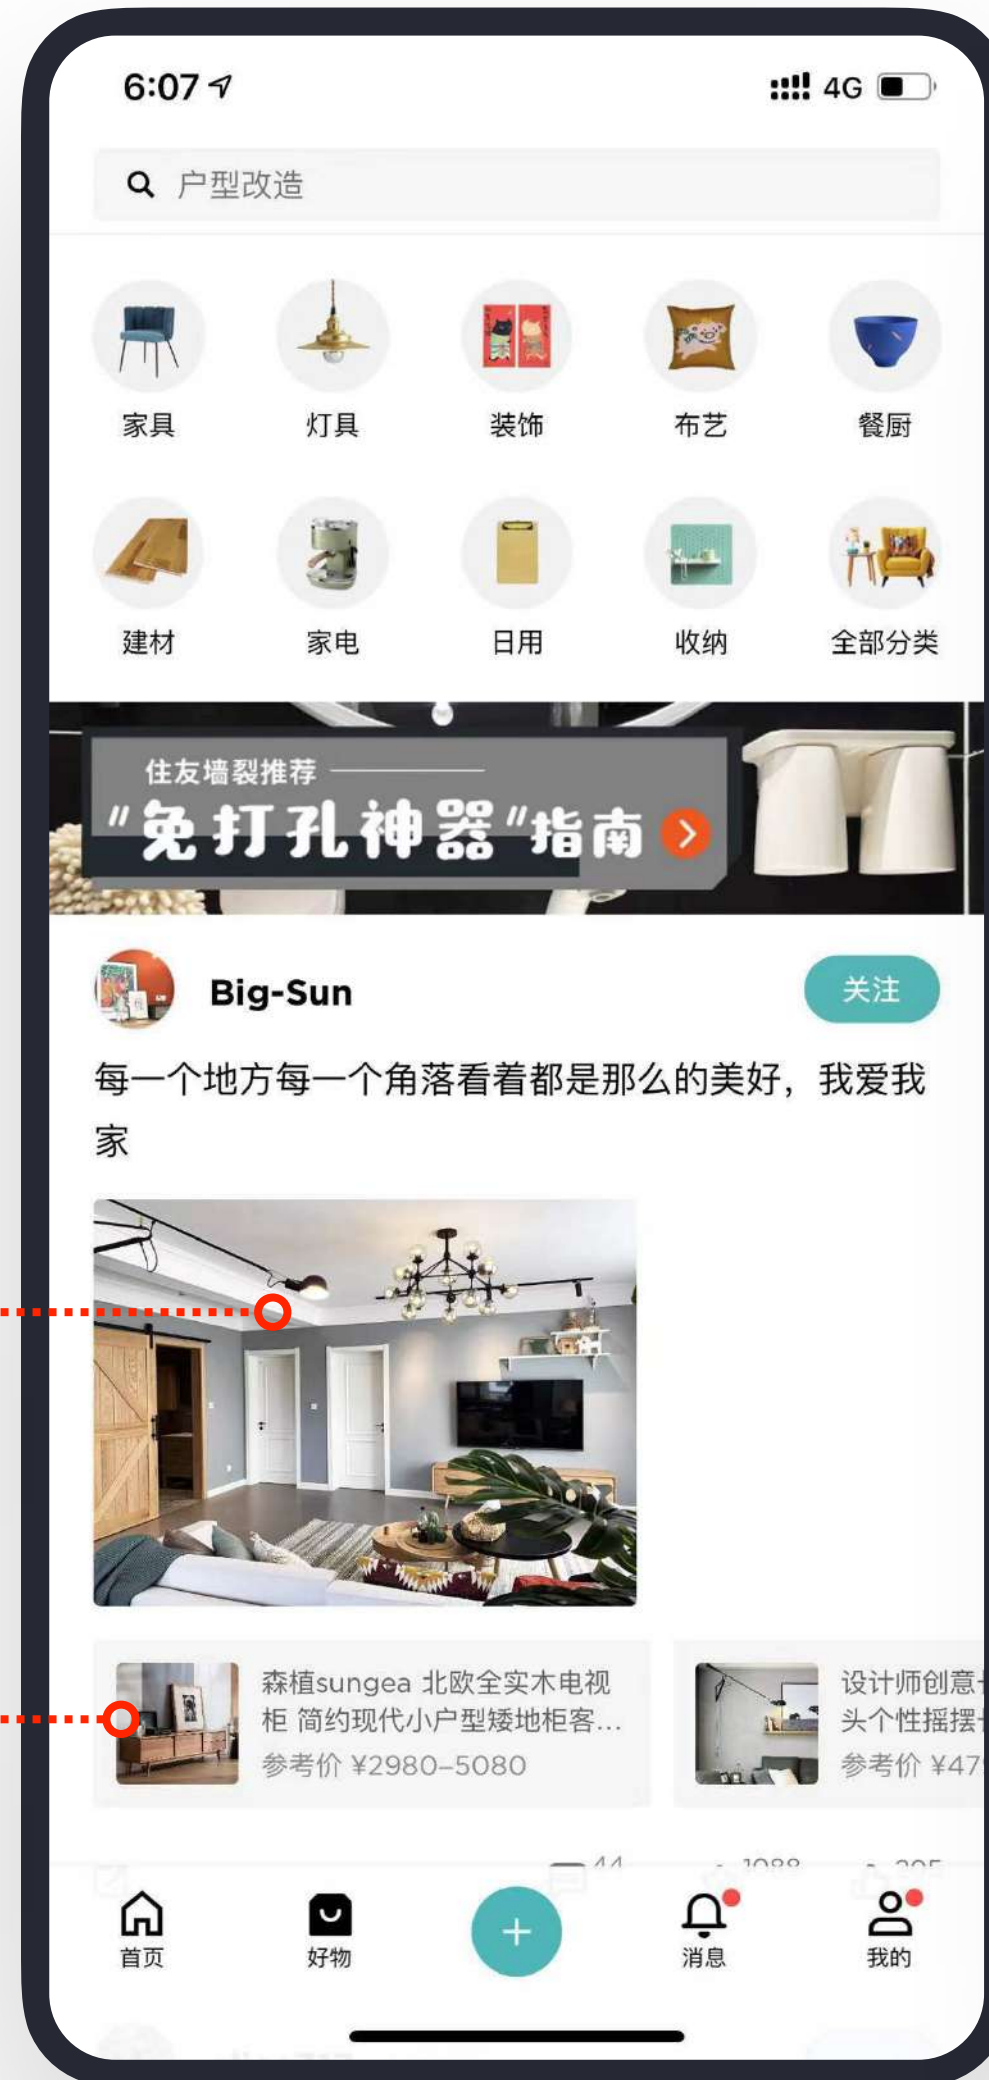 6:07
4G
户型改造
家具
灯具
装饰
布艺
餐厨
建材
家电
日用
收纳
全部分类
住友墙裂推荐
"免打孔神器"指南
Big-Sun
关注
每一个地方每一个角落看着都是那么的美好，我爱我
家
森植sungea 北欧全实木电视
柜 简约现代小户型矮地柜客...
参考价 ¥2980-5080
设计师创意
头个性摇摆
参考价 ¥47
44
1088
205
首页
好物
消息
我的